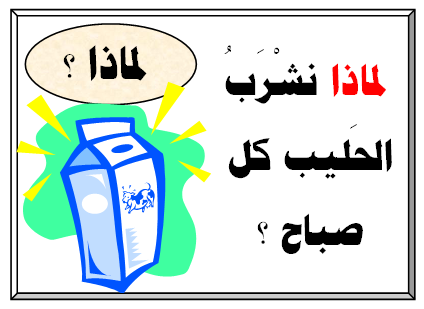 لماذا ؟
لماذا نشْرَبُ
الحَليب كل
صباح ؟